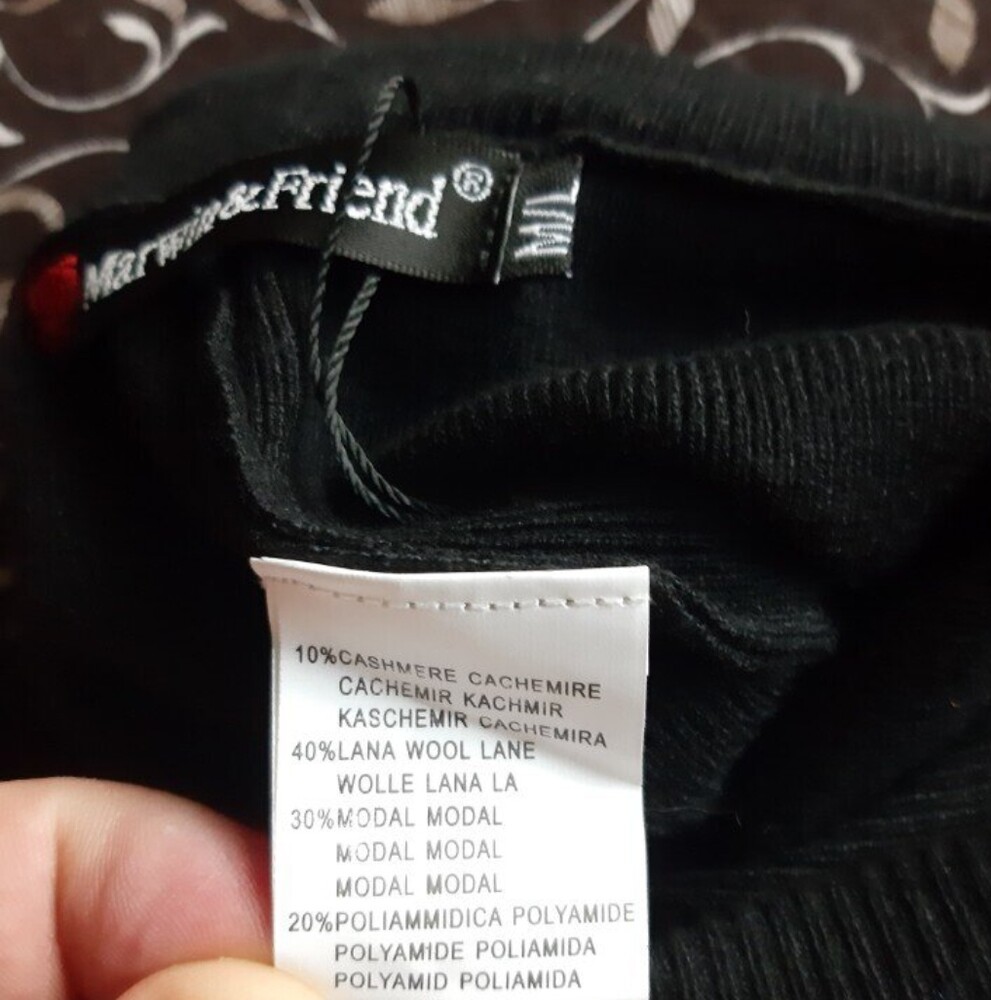 Marwin&Friend®
M/L
10%CASHMERE CACHEMIRE
CACHEMIR KACHMIR
KASCHEMIR CACHEMIRA
40%LANA WOOL LANE
WOLLE LANA LA
30%MODAL MODAL
MODAL MODAL
MODAL MODAL
20%POLIAMMIDICA POLYAMIDE
POLYAMIDE POLIAMIDA
POLYAMID POLIAMIDA